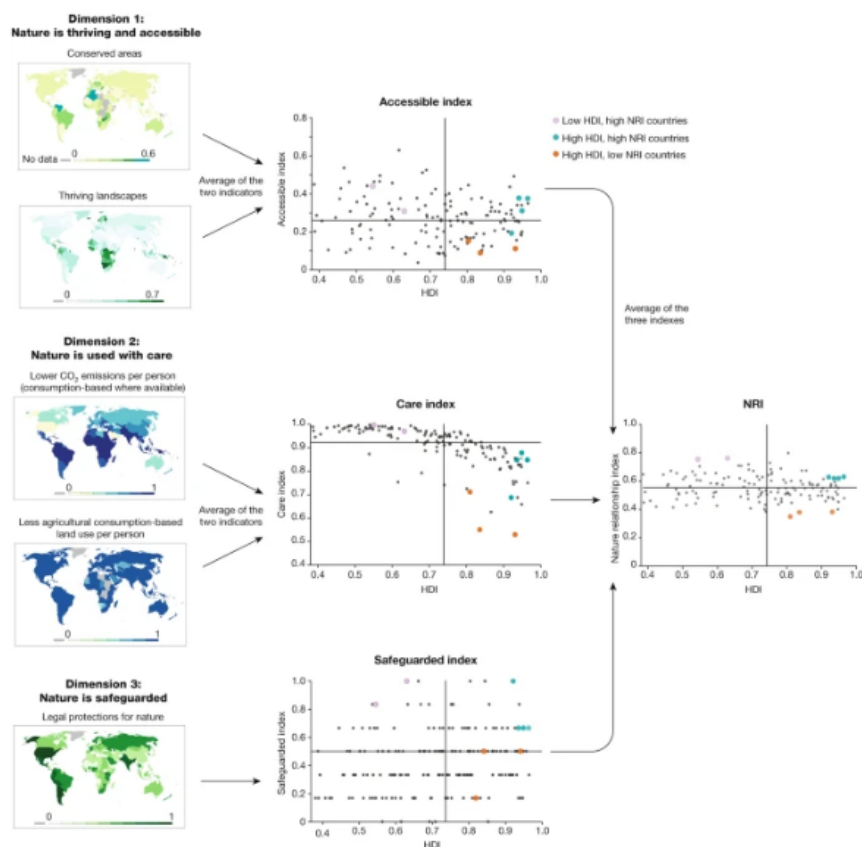 Dimension 1:
Nature is thriving and accessible
Conserved areas
No data
0
0.6
Thriving landscapes
0
0.7
Average of the
two indicators
Accessible index
Accessible index
0.8
0.6
0.4
0.2
0
0.4
0.5
0.6
0.7
0.8
0.9
1.0
HDI
Low HDI, high NRI countries
High HDI, high NRI countries
High HDI, low NRI countries
Average of the
three indexes
Dimension 2:
Nature is used with care
Lower CO2 emissions per person
(consumption-based where available)
0
1
Less agricultural consumption-based
land use per person
0
1
Average of the
two indicators
Care index
Care index
1.0
0.9
0.8
0.7
0.6
0.5
0.4
0.4
0.5
0.6
0.7
0.8
0.9
1.0
HDI
NRI
Nature relationship index
1.0
0.8
0.6
0.4
0.2
0
0.4
0.5
0.6
0.7
0.8
0.9
1.0
HDI
Dimension 3:
Nature is safeguarded
Legal protections for nature
0
1
Safeguarded index
Safeguarded index
1.0
0.8
0.6
0.4
0.2
0
0.4
0.5
0.6
0.7
0.8
0.9
1.0
HDI